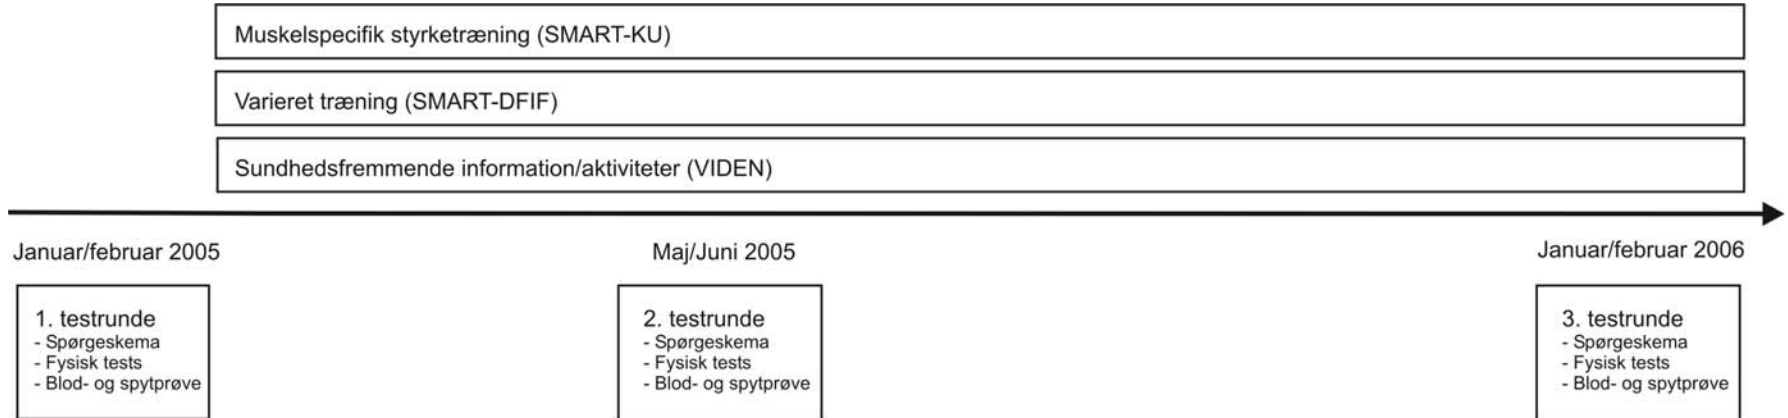 Muskelspecifik styrketræning (SMART-KU)
Varieret træning (SMART-DFIF)
Sundhedsfremmende information/aktiviteter (VIDEN)
Januar/februar 2005
Maj/Juni 2005
Januar/februar 2006
1. testrunde
- Spørgeskema
- Fysisk tests
- Blod- og spytprøve
2. testrunde
- Spørgeskema
- Fysisk tests
- Blod- og spytprøve
3. testrunde
- Spørgeskema
- Fysisk tests
- Blod- og spytprøve